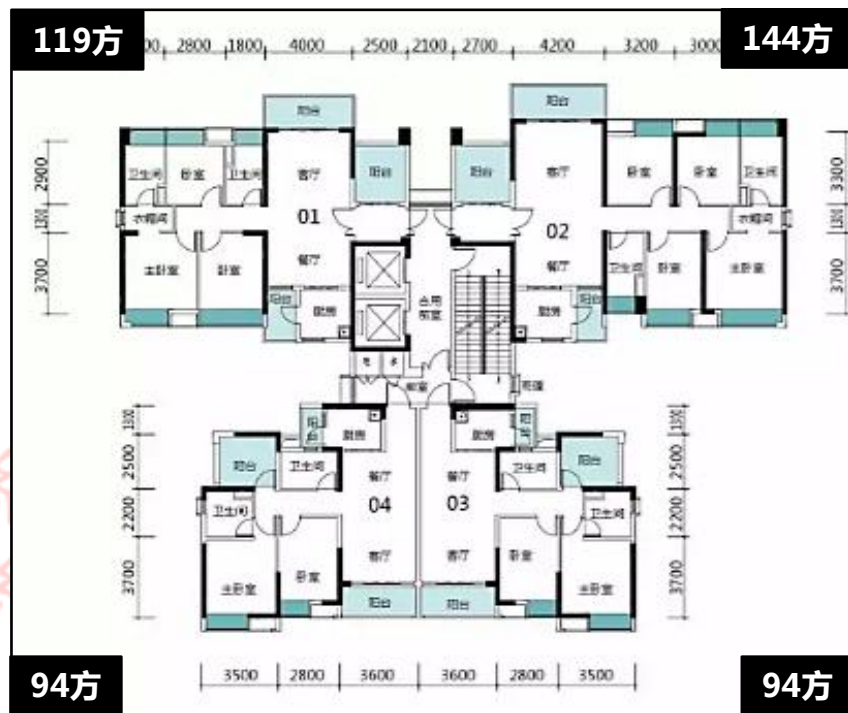 119方
144方
00 2800 1800 4000 2500 2100 2700 4200 3200 3000
阳台
阳台
2900
1300
3700
3300
1300
3700
卫生间 卧室 卫生间
客厅
阳台
阳台
客厅
卧室 卧室 卫生间
衣帽间
01
02
衣帽间
主卧室 卧室
餐厅
餐厅
卫生间 卧室 主卧室
阳台 厨房
合用
前室
厨房 阳台
电 水
前室
1300
2500
2200
3700
1300
2500
2200
3700
阳台
厨房
厨房
阳台
阳台 卫生间
餐厅
餐厅
卫生间 阳台
卫生间
04
03
卫生间
主卧室 卧室
客厅
客厅
卧室 主卧室
阳台 阳台
94方
3500 2800 3600 3600 2800 3500
94方